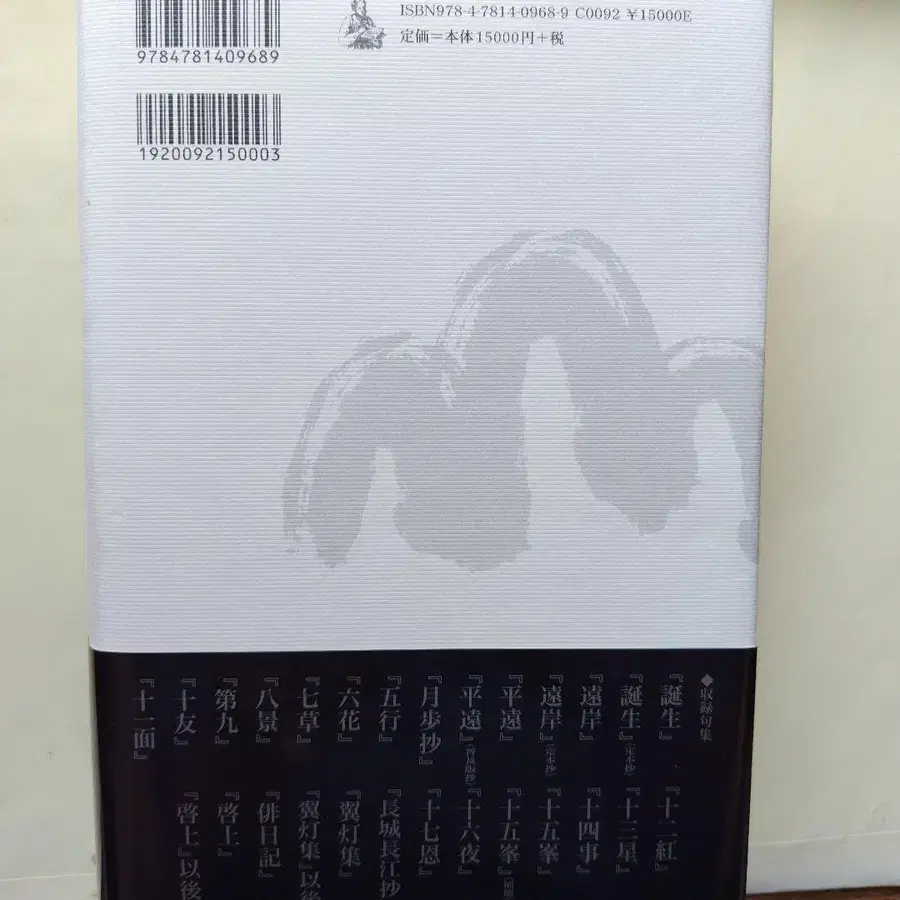 ISBN978-4-7814-0968-9 C0092 ¥15000E
定価=本体15000円+税
9784781409689
1920092150003
◆収録句集
『誕生』
『誕生』(定本抄)
『遠岸』
『遠岸』(定本抄)
『平遠』
『平遠』(普及版抄)
『月歩抄』
『五行』
『六花』
『七草』
『八景』
『第九』
『十友』
『十一面』
『十二紅』
『十三星』
『十四事』
『十五峯』
『十五峯』
『十六夜』
『十七恩』
『長城長江抄
『翼灯集』
『翼灯集』以後
『俳日記』
『啓上』
『啓上』以後